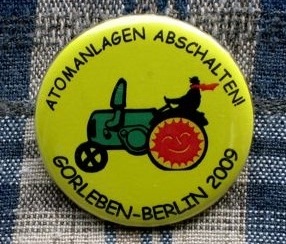 ATOMANLAGEN ABSCHALTEN!
GORLEBEN-BERLIN 2009